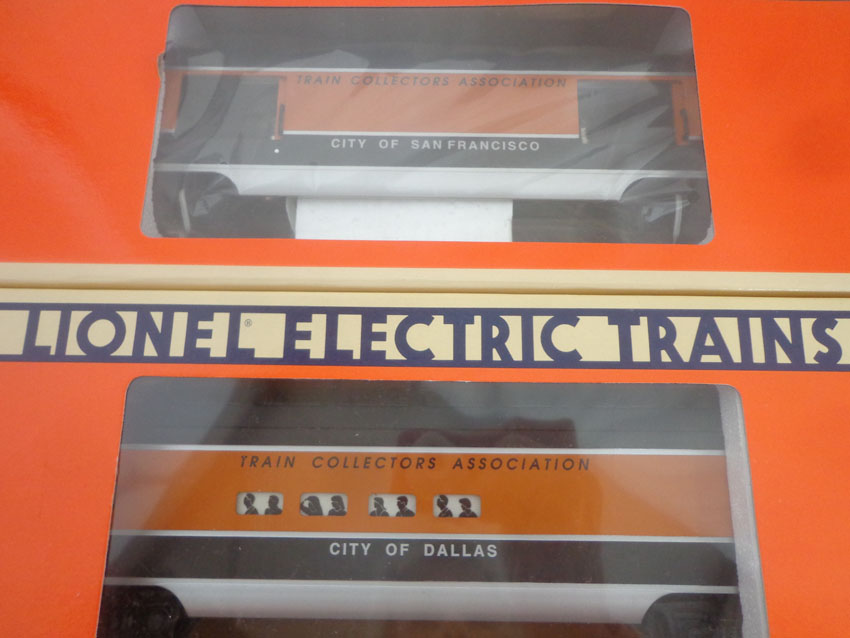 TRAIN COLLECTORS ASSOCIATION
CITY OF SAN FRANCISCO
LIONEL® ELECTRIC TRAINS
TRAIN COLLECTORS ASSOCIATION
CITY OF DALLAS